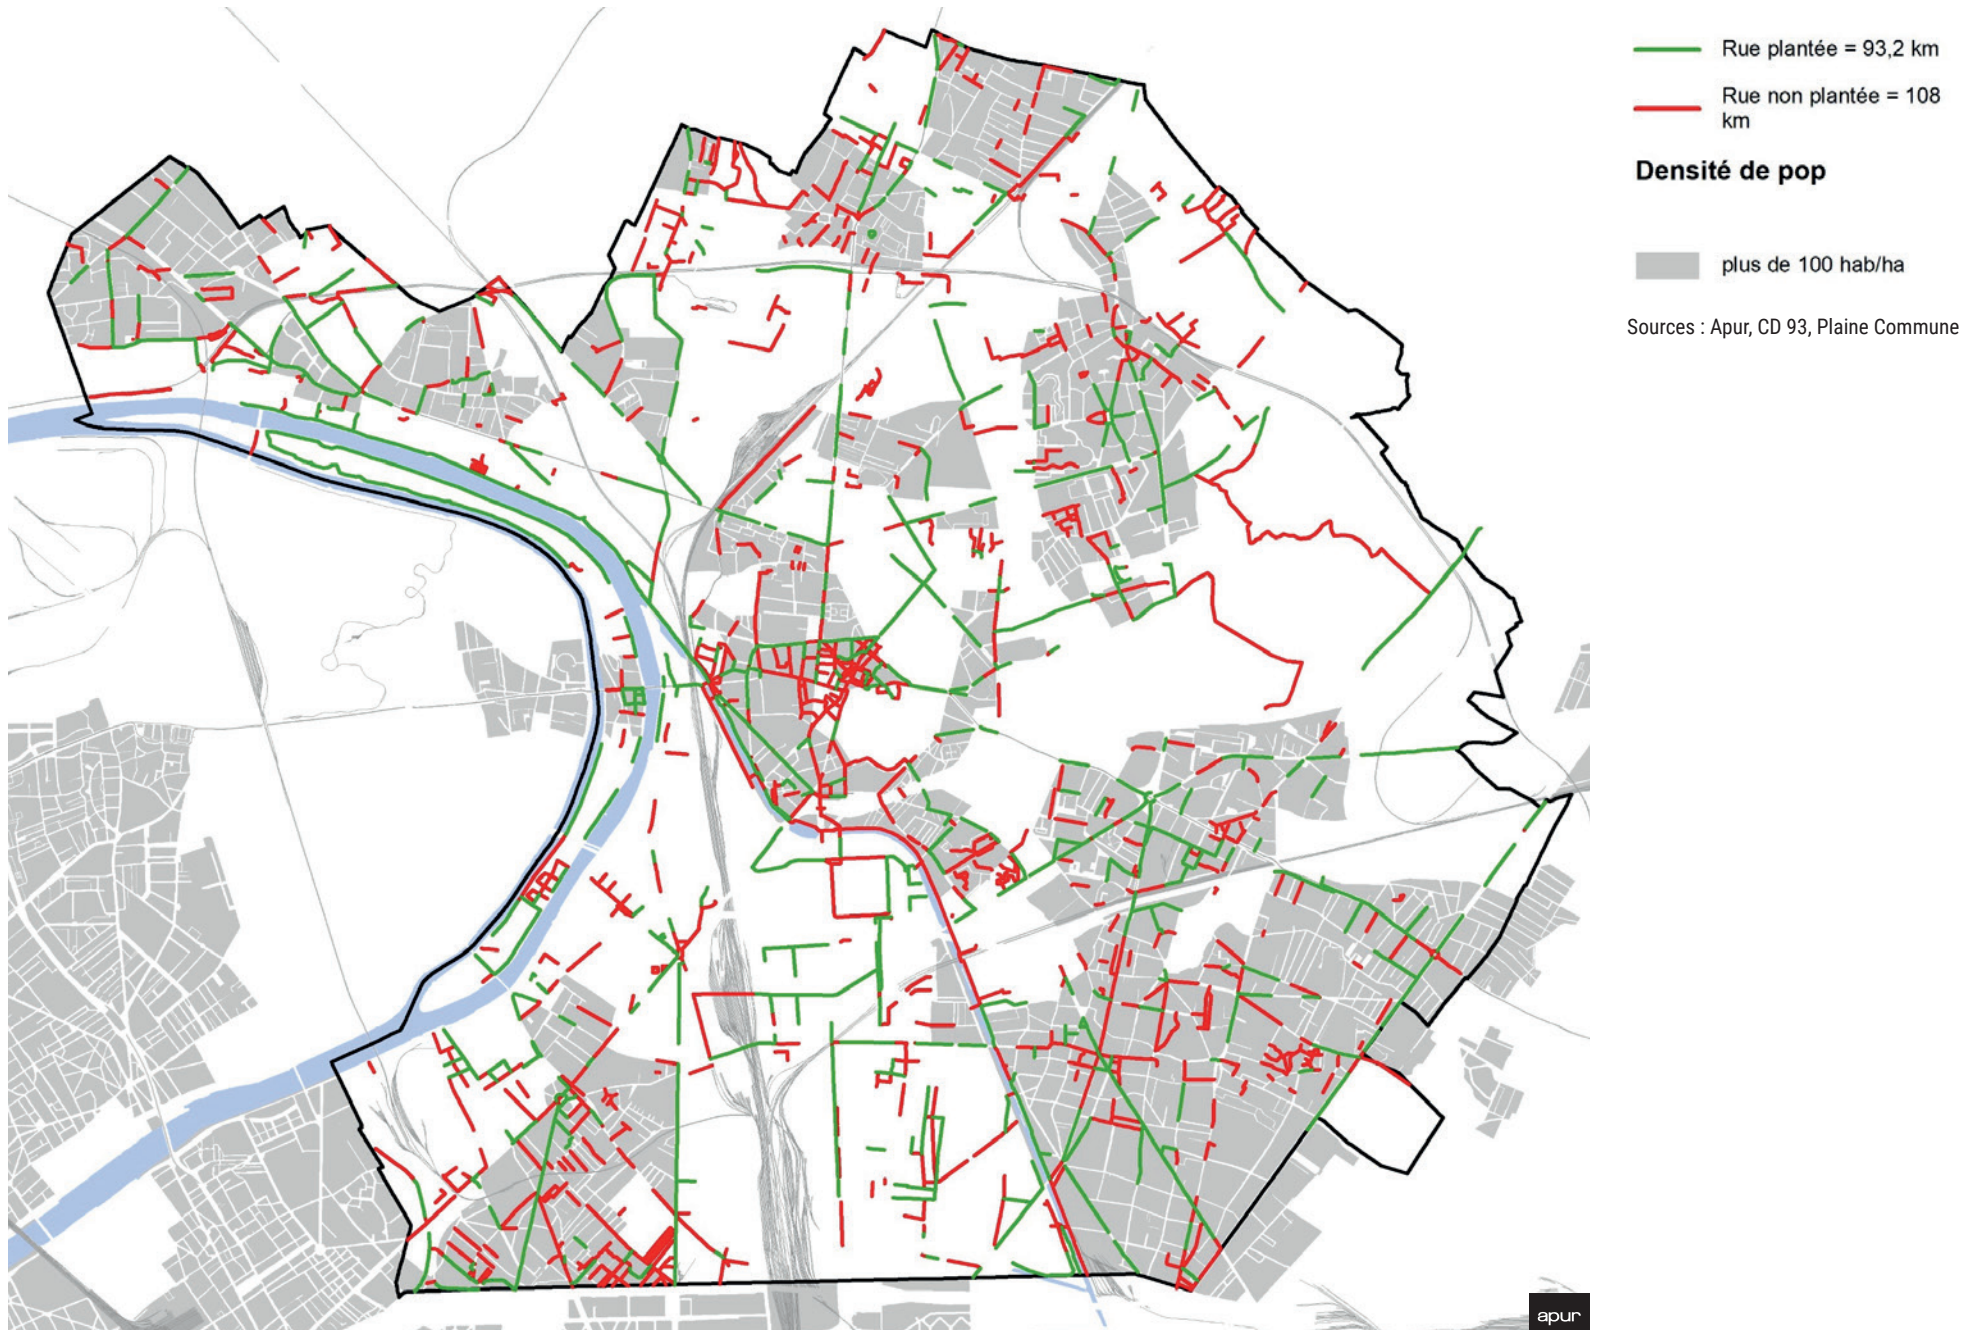 Rue plantée = 93,2 km
Rue non plantée = 108
km
Densité de pop
plus de 100 hab/ha
Sources : Apur, CD 93, Plaine Commune
apur